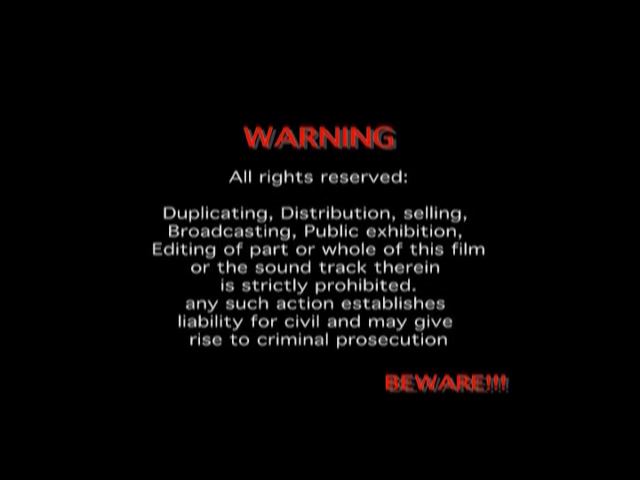 WARNING
All rights reserved:
Duplicating, Distribution, selling,
Broadcasting, Public exhibition,
Editing of part or whole of this film
or the sound track therein
is strictly prohibited.
any such action establishes
liability for civil and may give
rise to criminal prosecution
BEWARE!!!